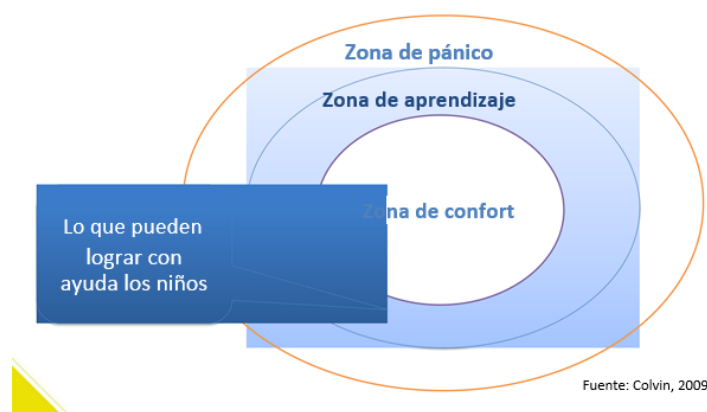 Zona de pánico
Zona de aprendizaje
Zona de confort
Lo que pueden
lograr con
ayuda los niños
Fuente: Colvin, 2009